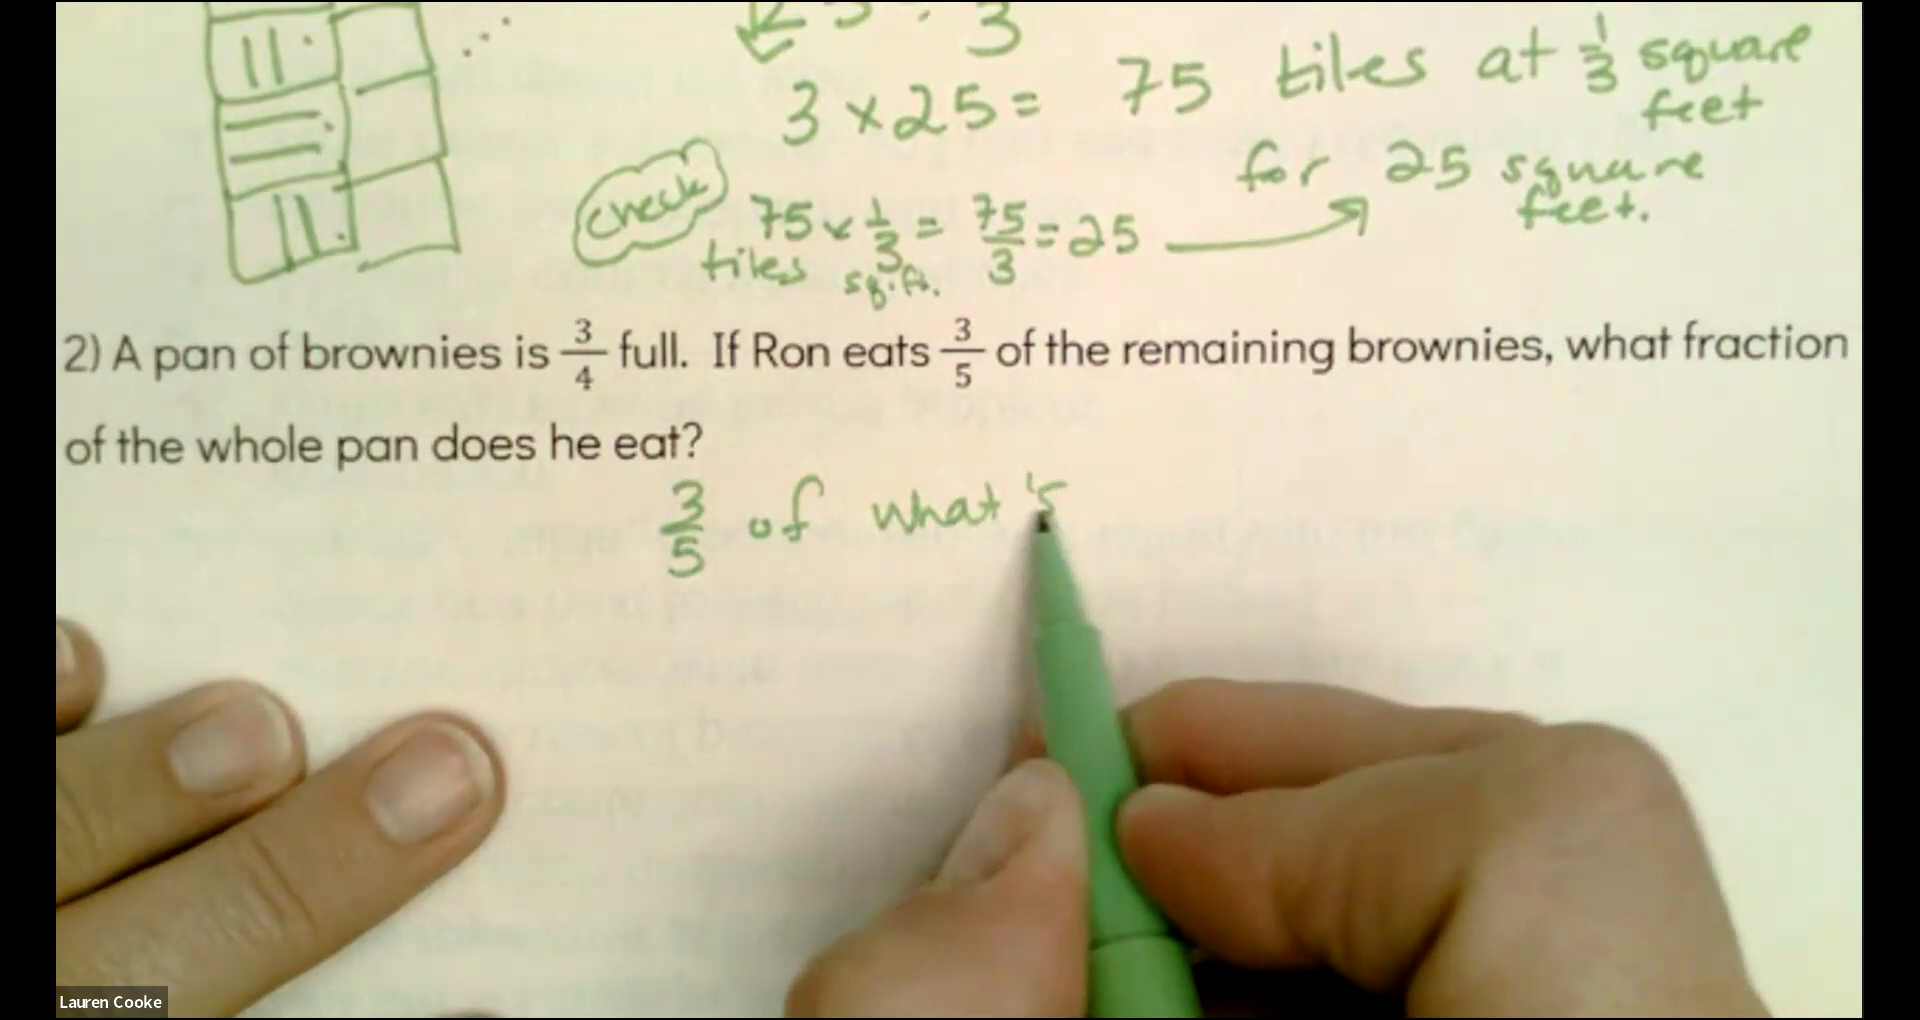 3
3 × 25 = 75 tiles at 1/3 square feet
for 25 square feet.
check 75 × 1/3 = 75/3 = 25
tiles sq. ft.
2) A pan of brownies is 3/4 full. If Ron eats 3/5 of the remaining brownies, what fraction
of the whole pan does he eat?
3/5 of what is
Lauren Cooke